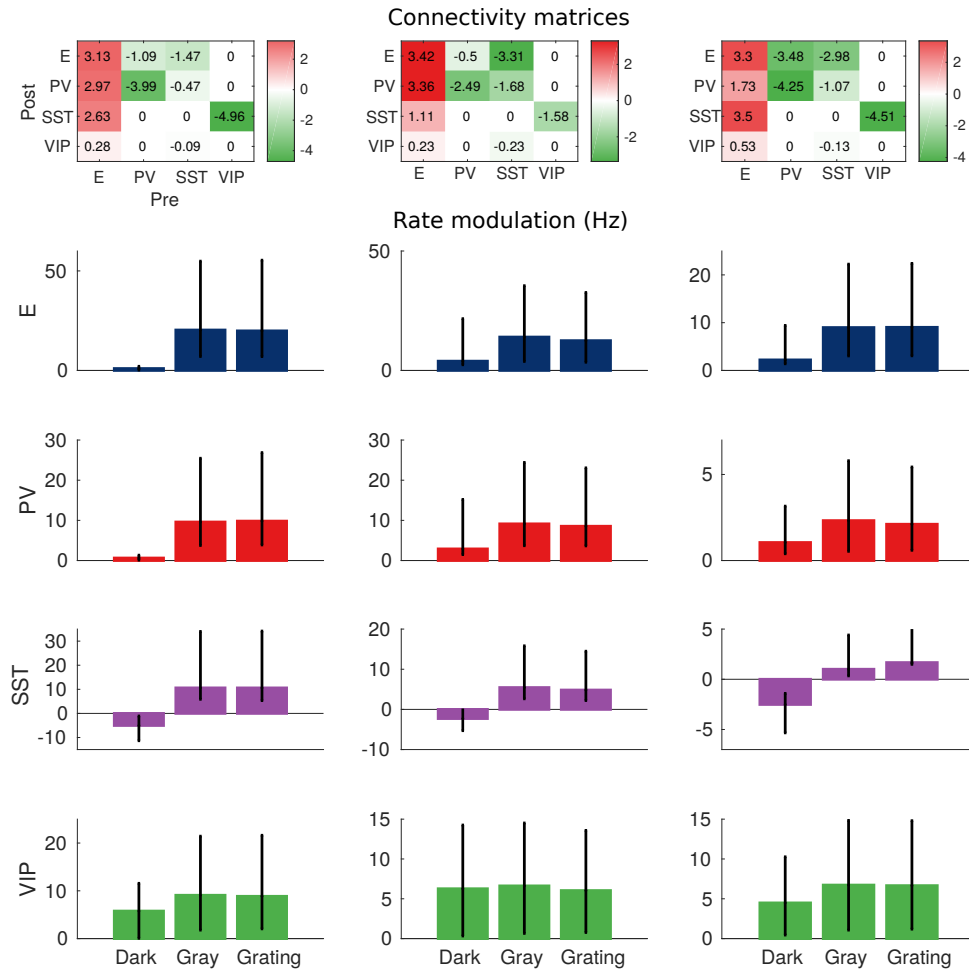 Connectivity matrices
E 3.13 -1.09 -1.47 0
PV 2.97 -3.99 -0.47 0
SST 2.63 0 0 -4.96
VIP 0.28 0 -0.09 0
E PV SST VIP
Post
Pre
2
0
-2
-4
E 3.42 -0.5 -3.31 0
PV 3.36 -2.49 -1.68 0
SST 1.11 0 0 -1.58
VIP 0.23 0 -0.23 0
E PV SST VIP
2
0
-2
E 3.3 -3.48 -2.98 0
PV 1.73 -4.25 -1.07 0
SST 3.5 0 0 -4.51
VIP 0.53 0 -0.13 0
E PV SST VIP
2
0
-2
-4
Rate modulation (Hz)
E
50
0
50
0
20
10
0
PV
30
20
10
0
30
20
10
0
5
0
SST
30
20
10
0
-10
20
10
0
-10
5
0
-5
VIP
20
10
0
15
10
5
0
15
10
5
0
Dark Gray Grating
Dark Gray Grating
Dark Gray Grating